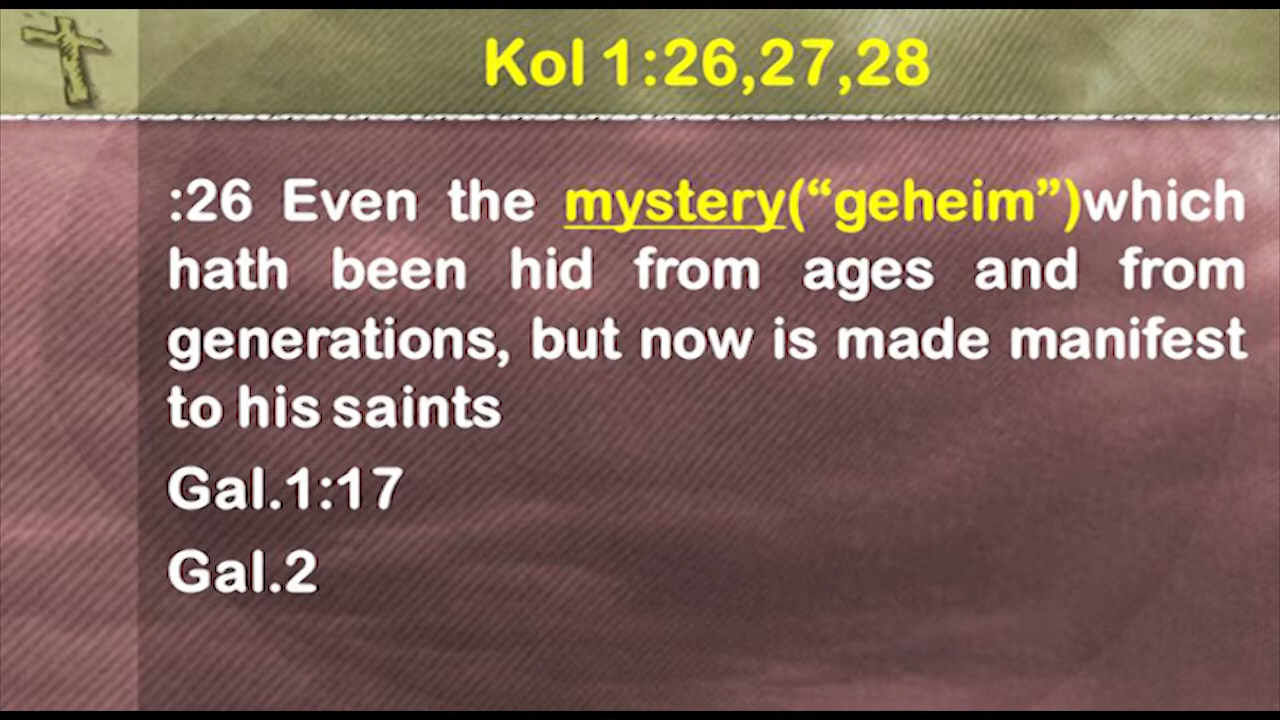 Kol 1:26,27,28
:26 Even the mystery(“geheim”)which
hath been hid from ages and from
generations, but now is made manifest
to his saints
Gal.1:17
Gal.2